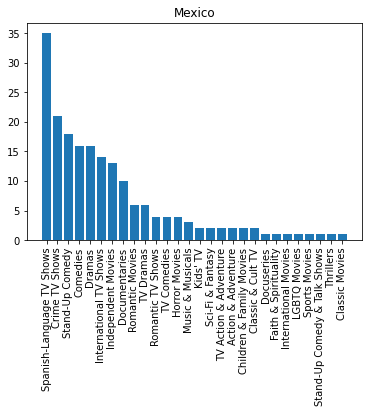 Mexico
35
30
25
20
15
10
5
0
Spanish-Language TV Shows
Crime TV Shows
Stand-Up Comedy
Comedies
Dramas
International TV Shows
Independent Movies
Documentaries
Romantic Movies
TV Dramas
Romantic TV Shows
TV Comedies
Horror Movies
Music & Musicals
Kids' TV
Sci-Fi & Fantasy
TV Action & Adventure
Action & Adventure
Children & Family Movies
Classic & Cult TV
Docuseries
Faith & Spirituality
International Movies
LGBTQ Movies
Sports Movies
Stand-Up Comedy & Talk Shows
Thrillers
Classic Movies